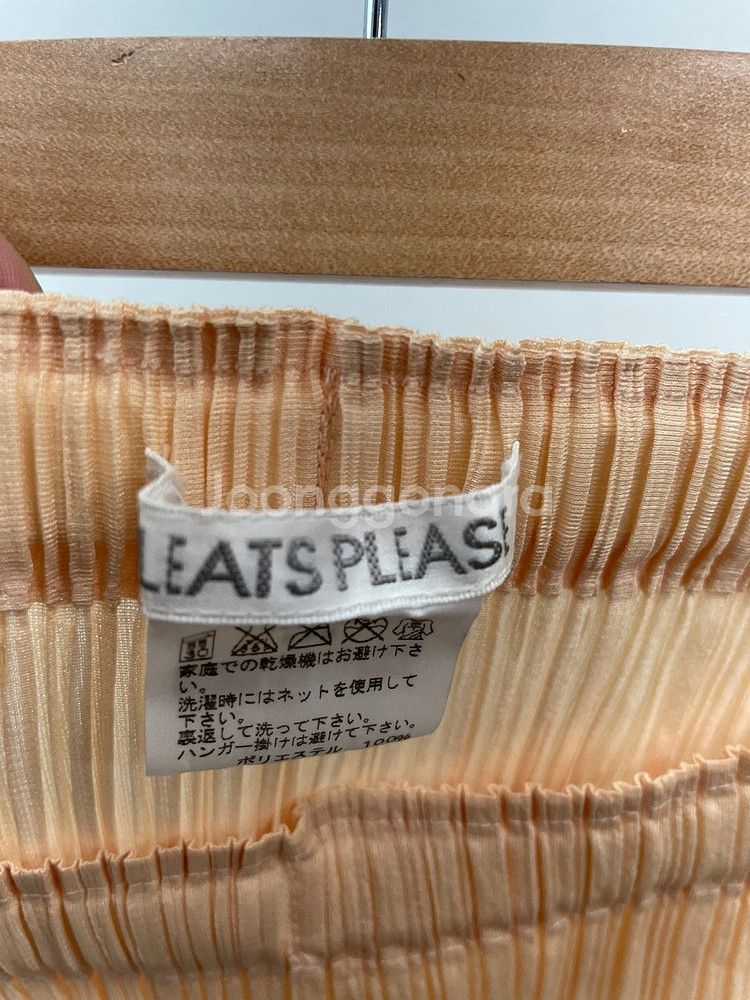 joonggonara
LEATS PLEASE
家庭での乾燥機はお避け下さ
い。
洗濯時にはネットを使用して
下さい。
裏返して洗って下さい。
ハンガー掛けは避けて下さい。
ポリエステル 100%